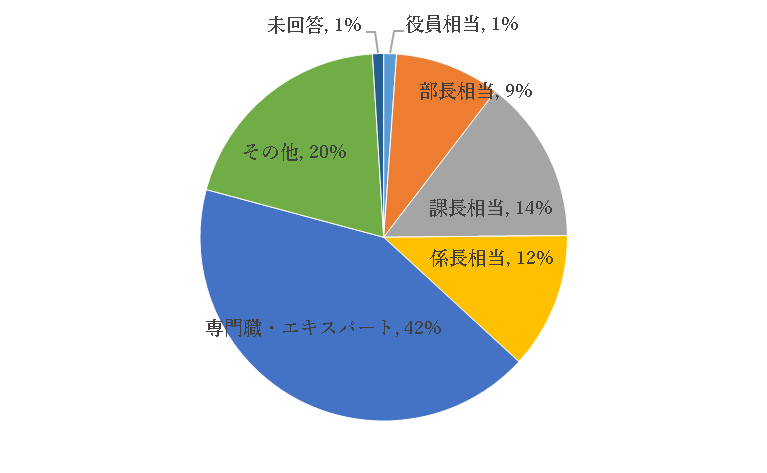 未回答, 1%
役員相当, 1%
部長相当, 9%
その他, 20%
課長相当, 14%
係長相当, 12%
専門職・エキスパート, 42%